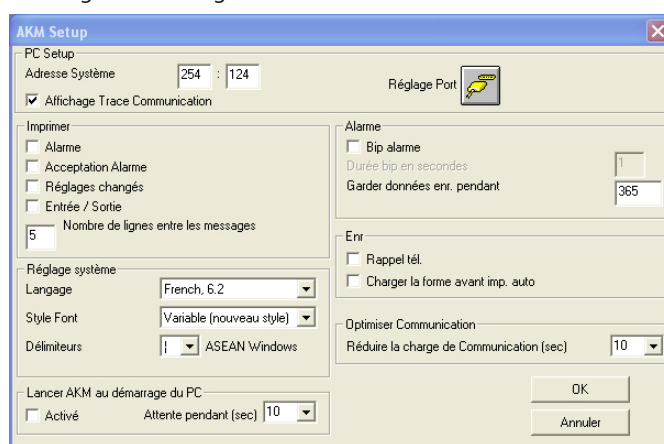 AKM Setup
PC Setup
Adresse Système 254 : 124
Réglage Port
Affichage Trace Communication
Imprimer
Alarme
Acceptation Alarme
Réglages changés
Entrée / Sortie
5 Nombre de lignes entre les messages
Alarme
Bip alarme
Durée bip en secondes 1
Garder données enr. pendant 365
Enr
Rappel tél.
Charger la forme avant imp. auto
Réglage système
Langage French, 6.2
Style Font Variable (nouveau style)
Délimiteurs ¦ ASEAN Windows
Optimiser Communication
Réduire la charge de Communication (sec) 10
Lancer AKM au démarrage du PC
Activé Attente pendant (sec) 10
OK
Annuler